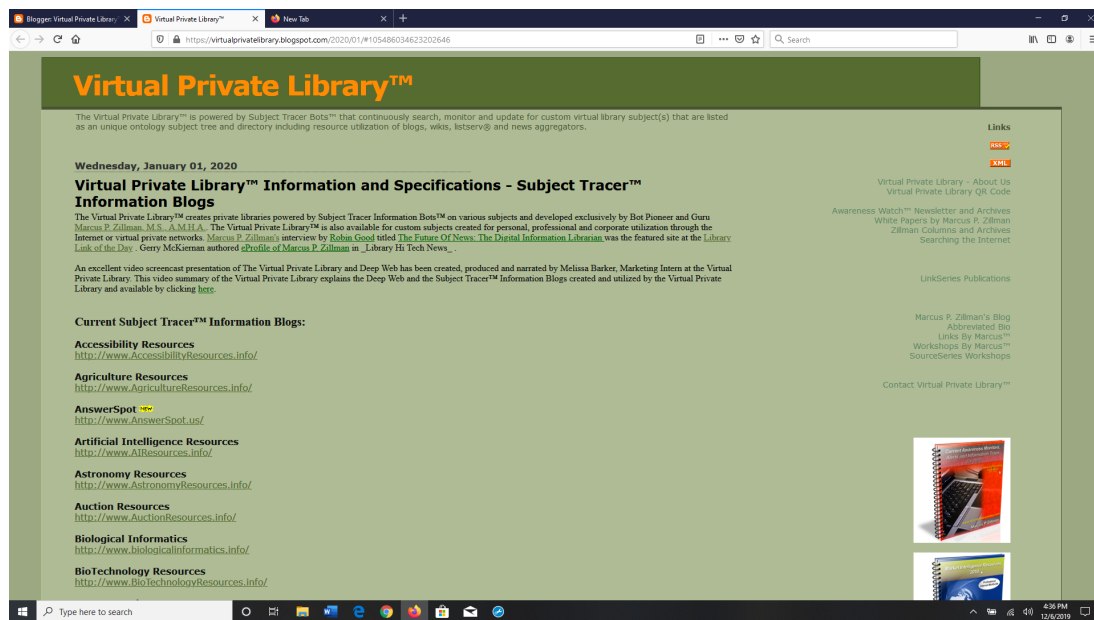 Blogger: Virtual Private Library
Virtual Private Library™
New Tab
https://virtualprivatelibrary.blogspot.com/2020/01/#105486034623202646
Search
Virtual Private Library™
The Virtual Private Library™ is powered by Subject Tracer Bots™ that continuously search, monitor and update for custom virtual library subject(s) that are listed
as an unique ontology subject tree and directory including resource utilization of blogs, wikis, listserv® and news aggregators.
Wednesday, January 01, 2020
Virtual Private Library™ Information and Specifications - Subject Tracer™
Information Blogs
The Virtual Private Library™ creates private libraries powered by Subject Tracer Information Bots™ on various subjects and developed exclusively by Bot Pioneer and Guru
Marcus P. Zillman, M.S., A.M.H.A.. The Virtual Private Library™ is also available for custom subjects created for personal, professional and corporate utilization through the
Internet or virtual private networks. Marcus P. Zillman's interview by Robin Good titled The Future Of News: The Digital Information Librarian was the featured site at the Library
Link of the Day . Gerry McKiernan authored eProfile of Marcus P. Zillman in _Library Hi Tech News_ .
An excellent video screencast presentation of The Virtual Private Library and Deep Web has been created, produced and narrated by Melissa Barker, Marketing Intern at the Virtual
Private Library. This video summary of the Virtual Private Library explains the Deep Web and the Subject Tracer™ Information Blogs created and utilized by the Virtual Private
Library and available by clicking here.
Current Subject Tracer™ Information Blogs:
Accessibility Resources
http://www.AccessibilityResources.info/
Agriculture Resources
http://www.AgricultureResources.info/
AnswerSpot NEW
http://www.AnswerSpot.us/
Artificial Intelligence Resources
http://www.AIResources.info/
Astronomy Resources
http://www.AstronomyResources.info/
Auction Resources
http://www.AuctionResources.info/
Biological Informatics
http://www.biologicalinformatics.info/
BioTechnology Resources
http://www.BioTechnologyResources.info/
Links
RSS
XML
Virtual Private Library - About Us
Virtual Private Library QR Code
Awareness Watch™ Newsletter and Archives
White Papers by Marcus P. Zillman
Zillman Columns and Archives
Searching the Internet
LinkSeries Publications
Marcus P. Zillman's Blog
Abbreviated Bio
Links By Marcus™
Workshops By Marcus™
SourceSeries Workshops
Contact Virtual Private Library™
Type here to search
4:36 PM
12/6/2019